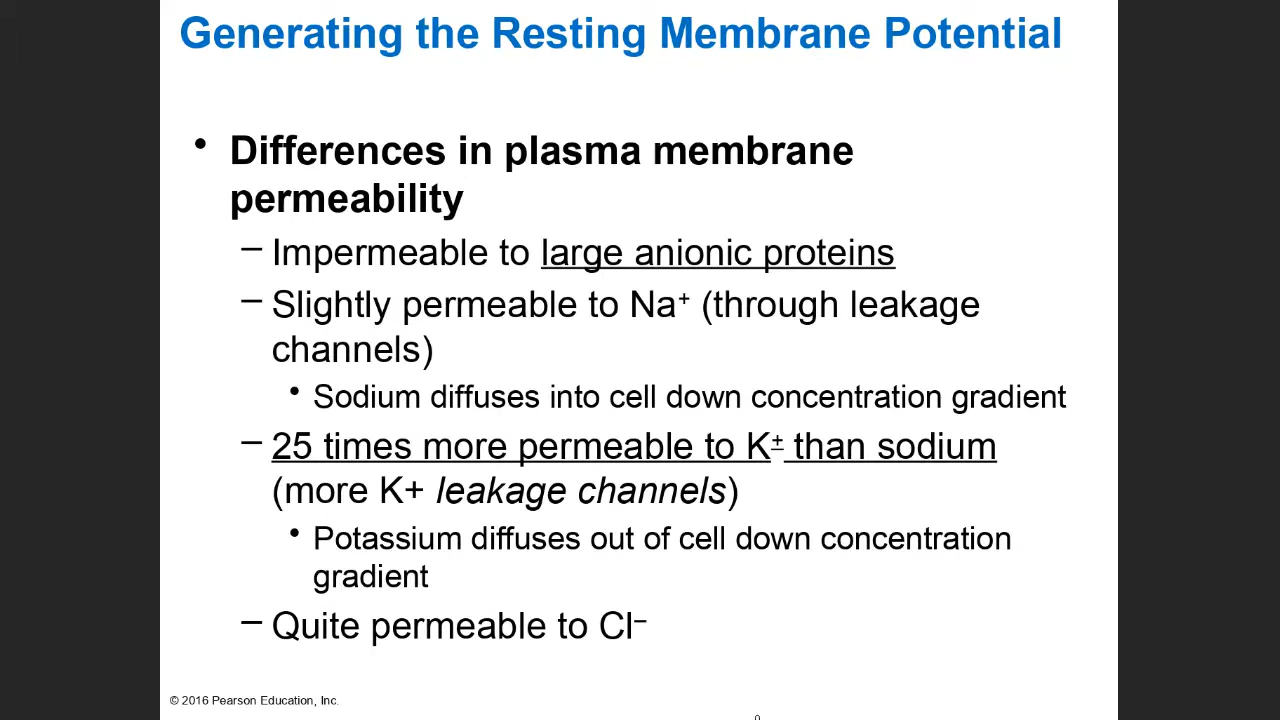 Generating the Resting Membrane Potential
• Differences in plasma membrane
permeability
– Impermeable to large anionic proteins
– Slightly permeable to Na⁺ (through leakage
channels)
• Sodium diffuses into cell down concentration gradient
– 25 times more permeable to K⁺ than sodium
(more K+ leakage channels)
• Potassium diffuses out of cell down concentration
gradient
– Quite permeable to Cl⁻
© 2016 Pearson Education, Inc.